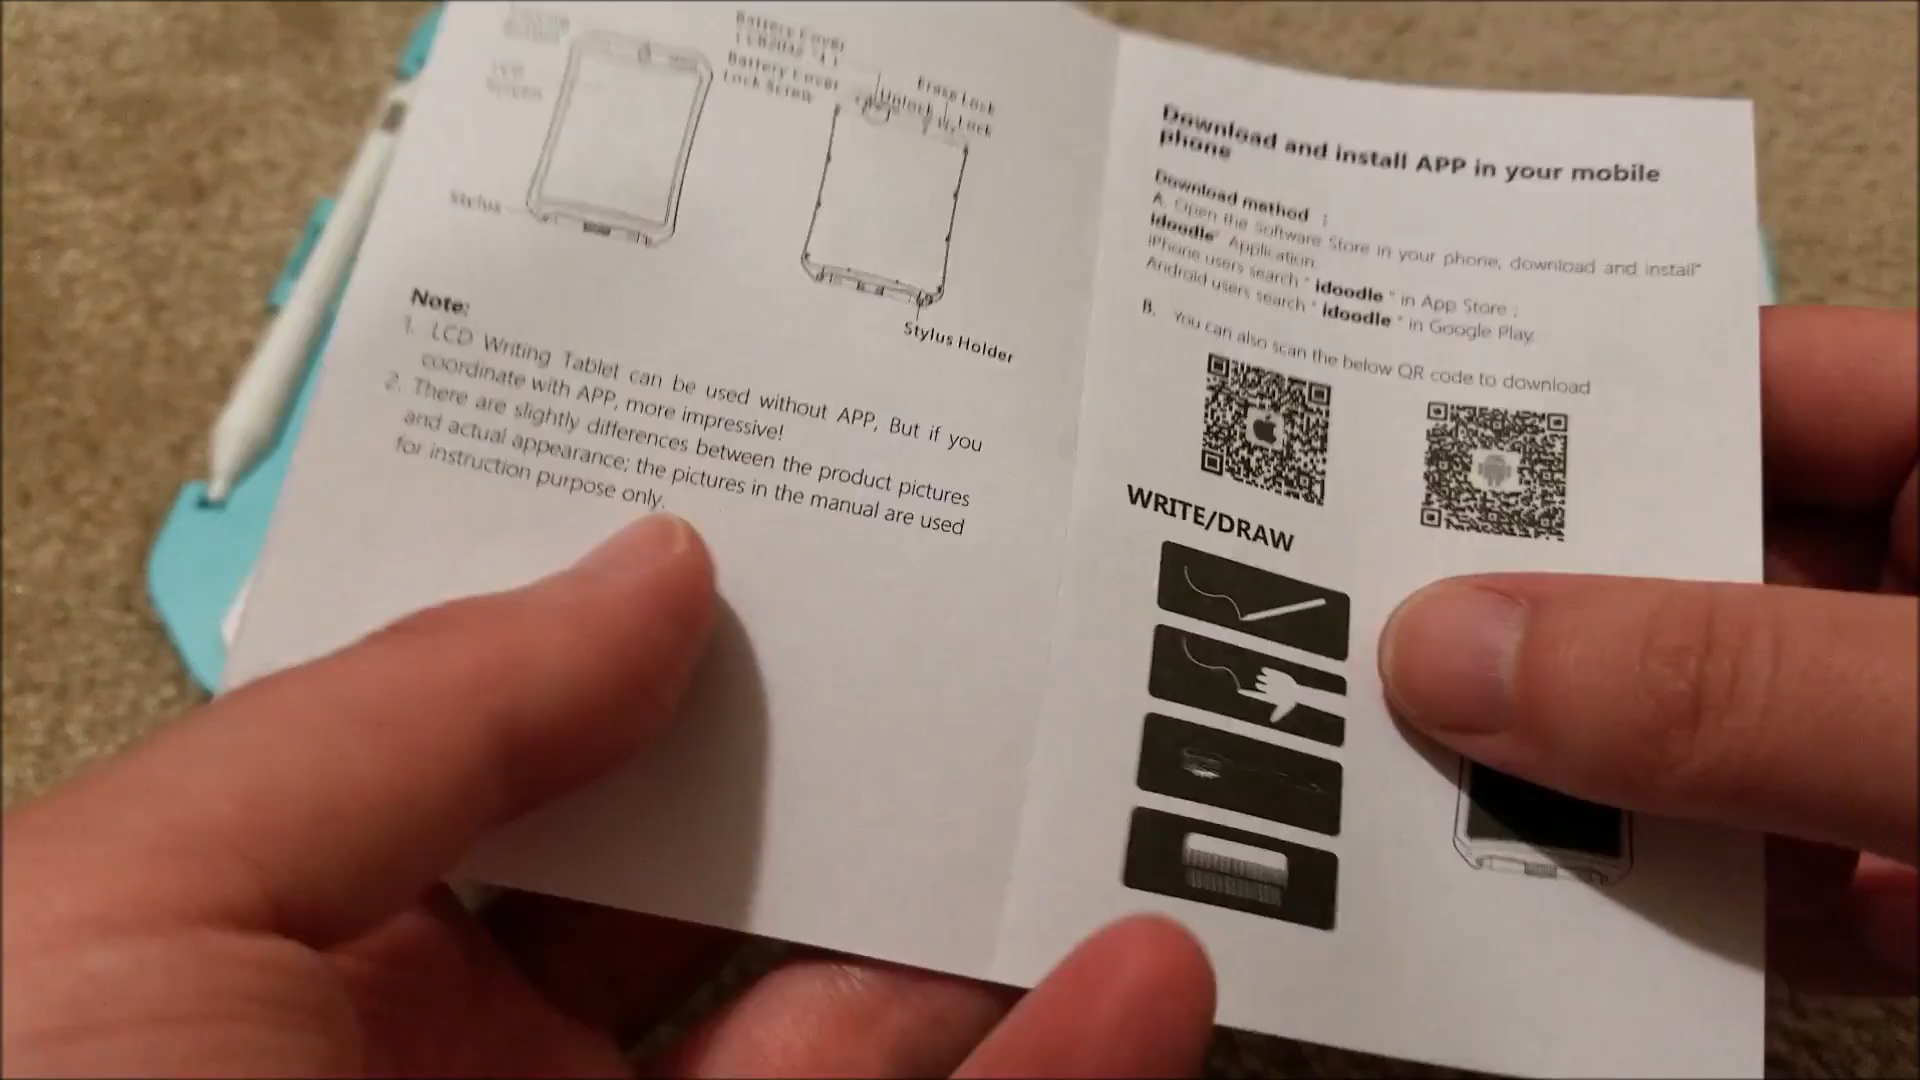 Battery Cover
Battery Cover
Lock Screw
Erase Lock
Unlock
Lock
Stylus
Stylus Holder
Note:
1. LCD Writing Tablet can be used without APP, But if you
coordinate with APP, more impressive!
2. There are slightly differences between the product pictures
and actual appearance; the pictures in the manual are used
for instruction purpose only.
Download and install APP in your mobile
phone
Download method :
A. Open the Software Store in your phone, download and install"
idoodle" Application.
iPhone users search " idoodle " in App Store ;
Android users search " idoodle " in Google Play.
B. You can also scan the below QR code to download
WRITE/DRAW